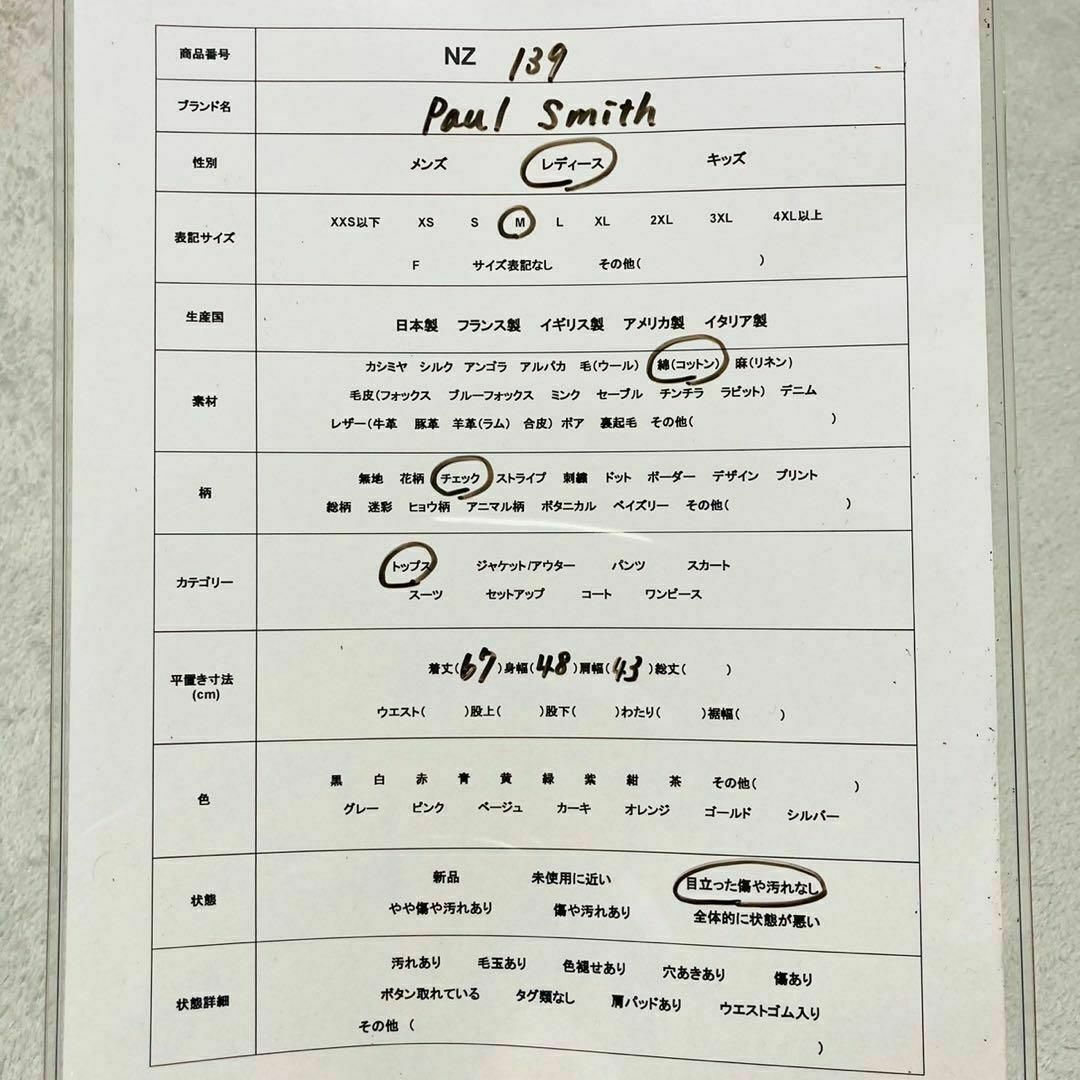 商品番号 NZ 139
ブランド名 Paul Smith
性別 メンズ レディース キッズ
表記サイズ
XXS以下 XS S M L XL 2XL 3XL 4XL以上
F サイズ表記なし その他( )
生産国 日本製 フランス製 イギリス製 アメリカ製 イタリア製
素材
カシミヤ シルク アンゴラ アルパカ 毛(ウール) 綿(コットン) 麻(リネン)
毛皮(フォックス ブルーフォックス ミンク セーブル チンチラ ラビット) デニム
レザー(牛革 豚革 羊革(ラム) 合皮) ボア 裏起毛 その他( )
柄
無地 花柄 チェック ストライプ 刺繍 ドット ボーダー デザイン プリント
総柄 迷彩 ヒョウ柄 アニマル柄 ボタニカル ペイズリー その他( )
カテゴリー
トップス ジャケット/アウター パンツ スカート
スーツ セットアップ コート ワンピース
平置き寸法
(cm)
着丈(67)身幅(48)肩幅(43)総丈( )
ウエスト( )股上( )股下( )わたり( )裾幅( )
色
黒 白 赤 青 黄 緑 紫 紺 茶 その他( )
グレー ピンク ベージュ カーキ オレンジ ゴールド シルバー
状態
新品 未使用に近い 目立った傷や汚れなし
やや傷や汚れあり 傷や汚れあり 全体的に状態が悪い
状態詳細
汚れあり 毛玉あり 色褪せあり 穴あきあり 傷あり
ボタン取れている タグ類なし 肩パッドあり ウエストゴム入り
その他 ( )